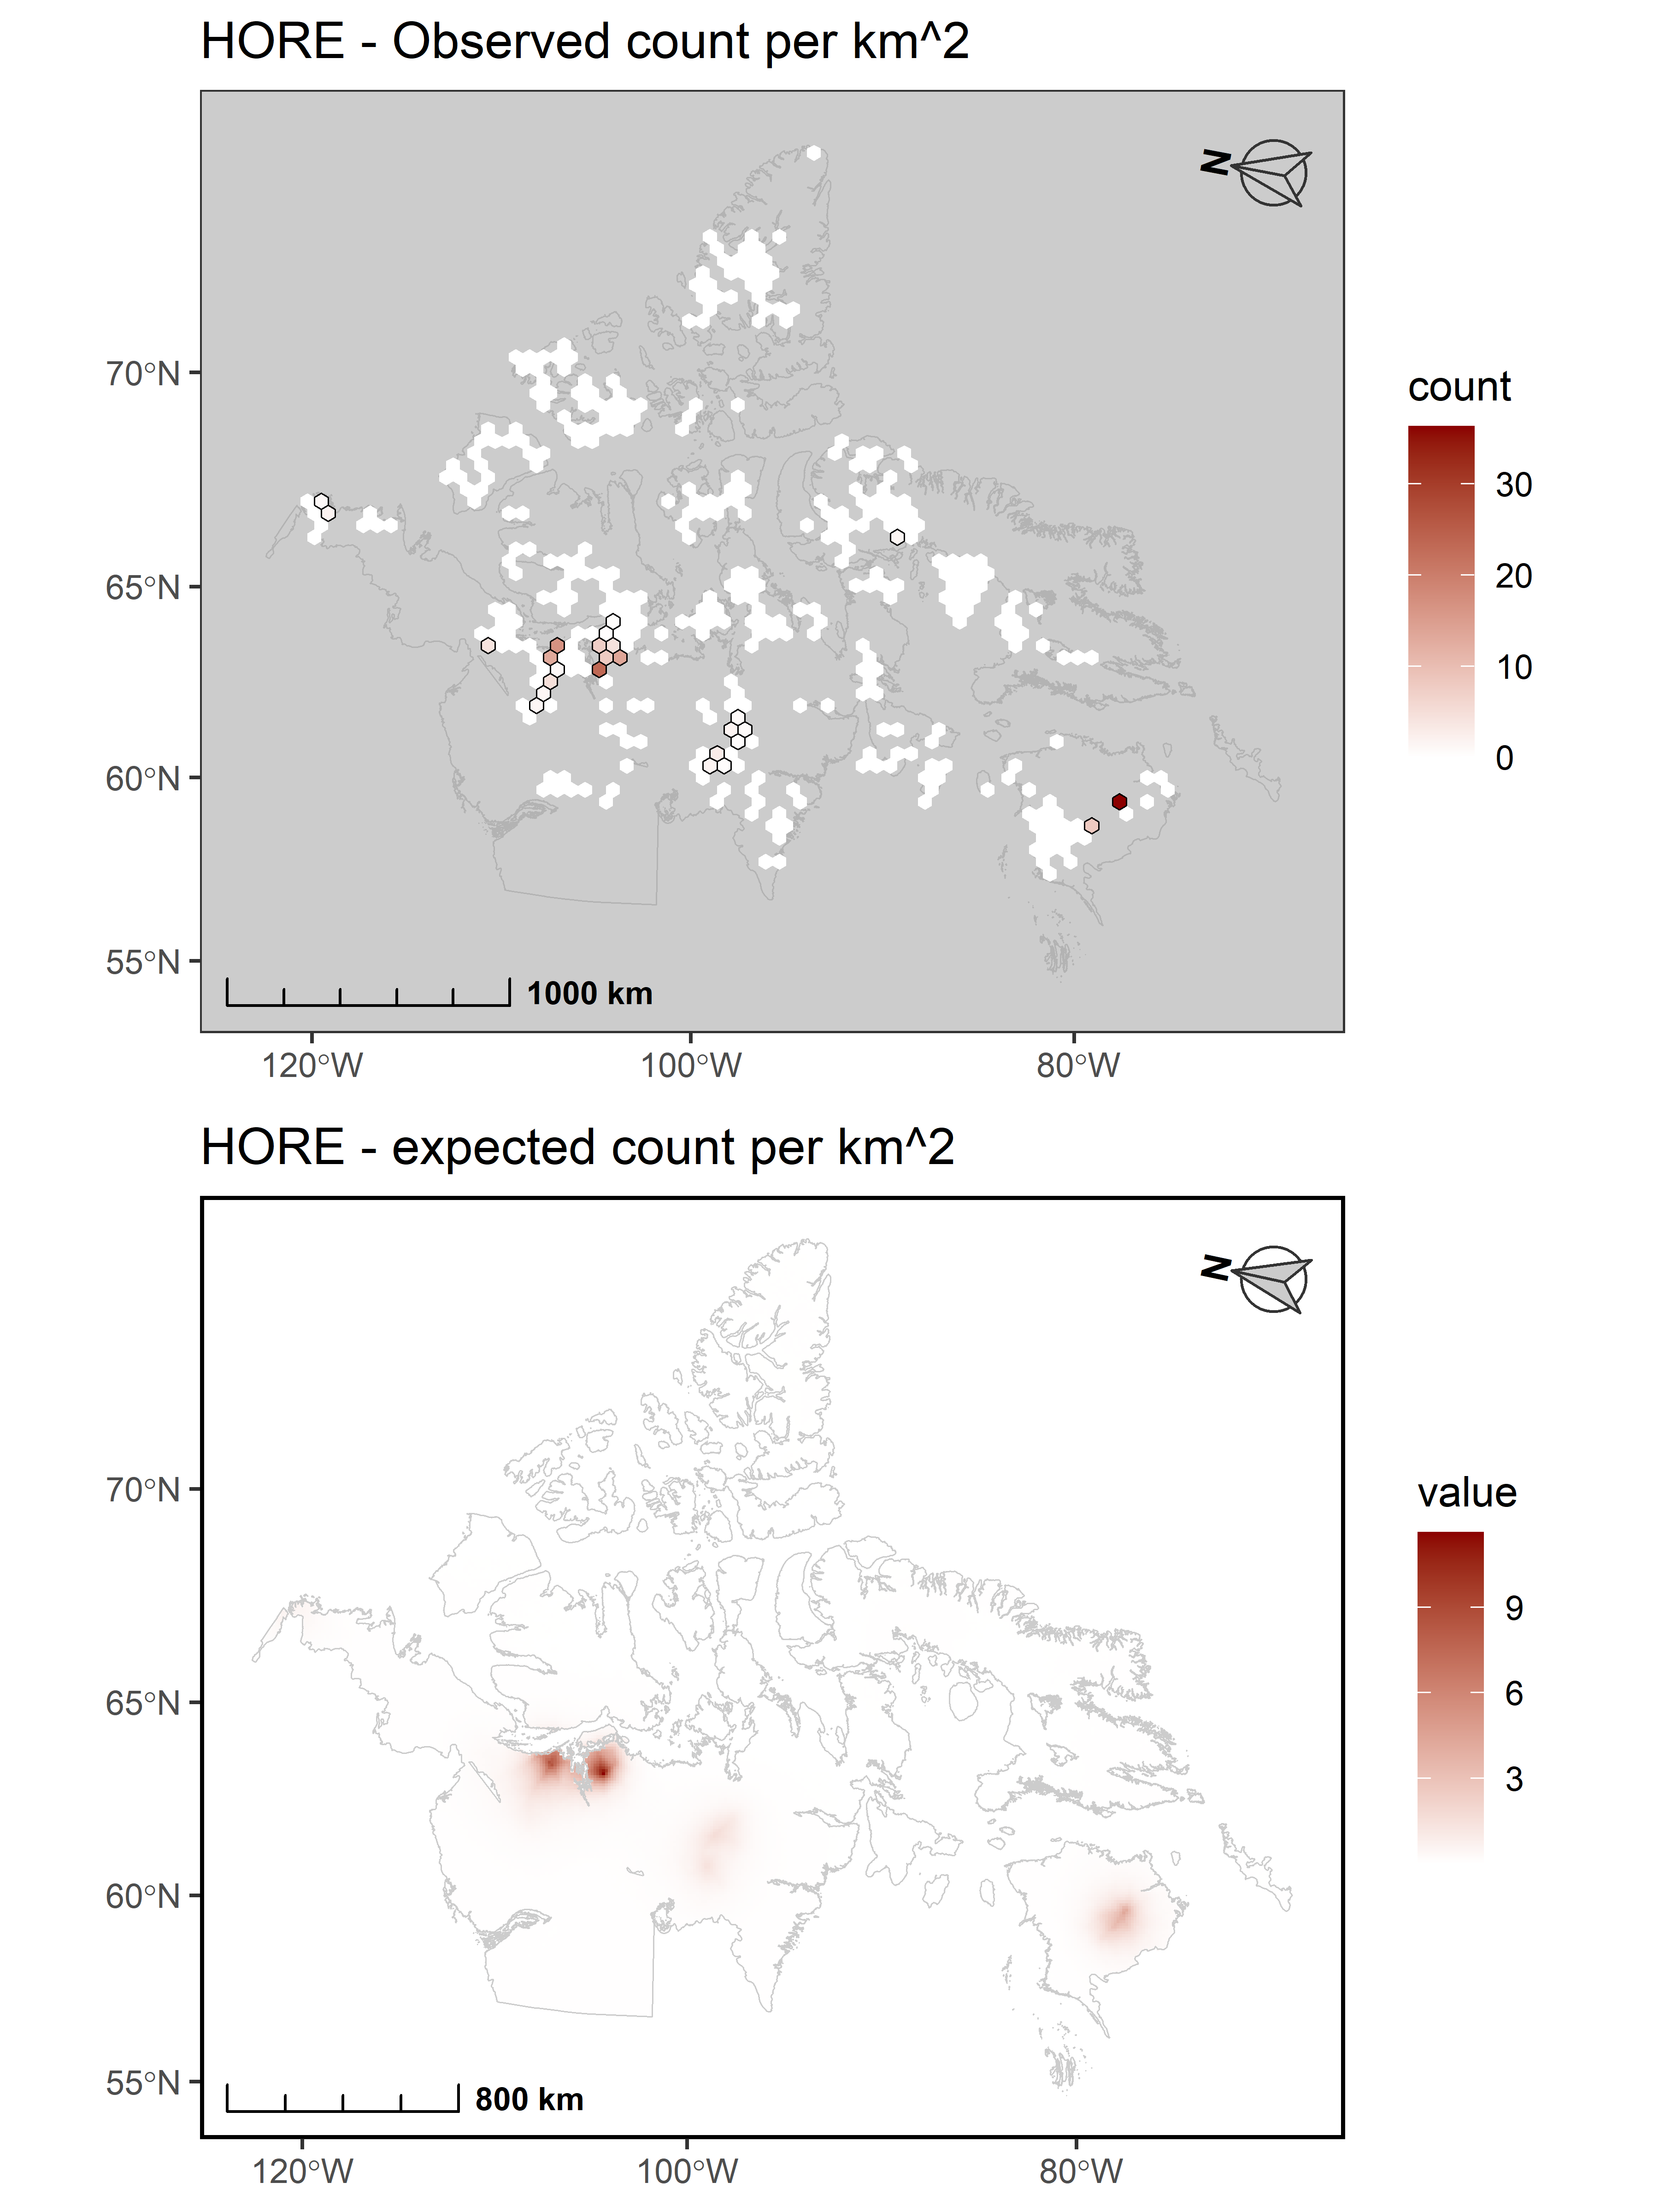 HORE - Observed count per km^2
N
70°N
65°N
60°N
55°N
1000 km
120°W
100°W
80°W
count
30
20
10
0
HORE - expected count per km^2
N
70°N
65°N
60°N
55°N
800 km
120°W
100°W
80°W
value
9
6
3